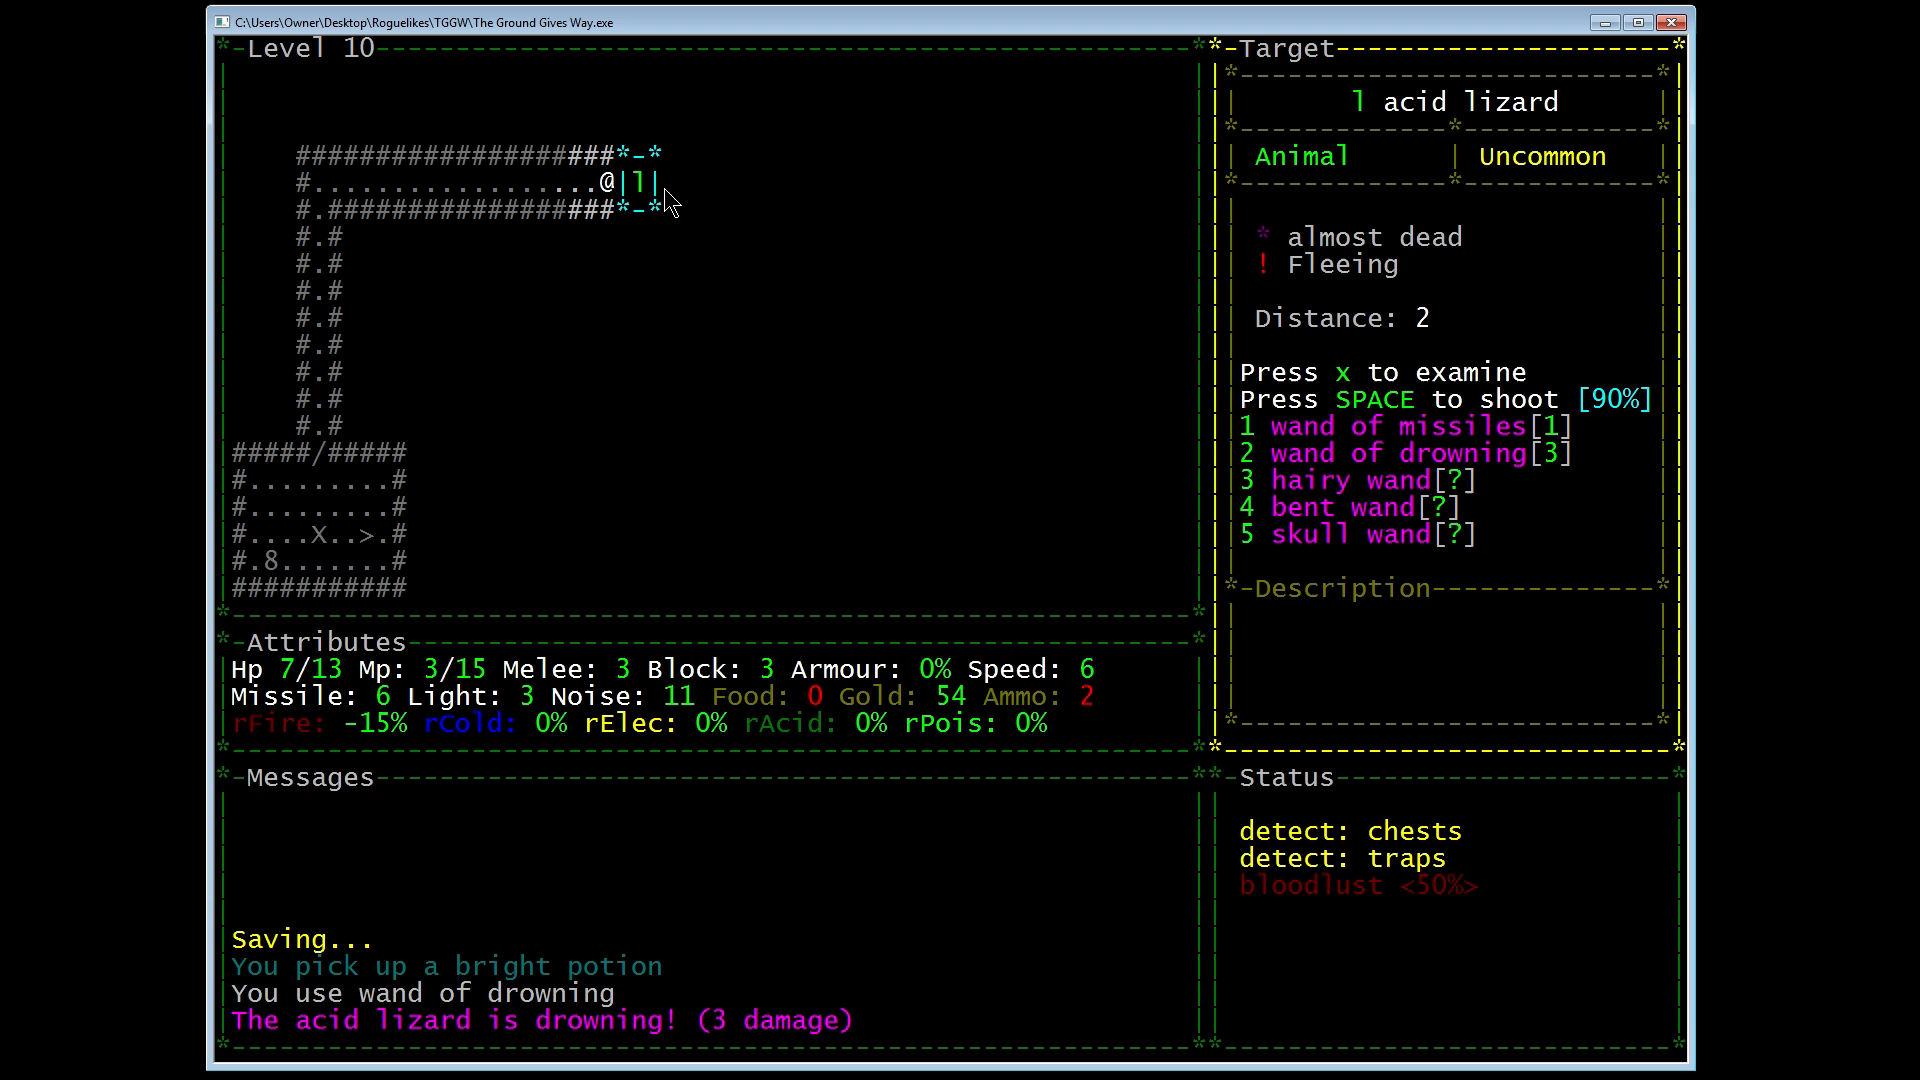 C:\Users\Owner\Desktop\Roguelikes\TGGW\The Ground Gives Way.exe
Level 10
####################*-*
#..................@|l|
#.##################*-*
#.#
#.#
#.#
#.#
#.#
#.#
#.#
#.#
#####/#####
#.........#
#.........#
#....X..>.#
#.8.......#
###########
Target
l acid lizard
Animal | Uncommon
* almost dead
! Fleeing
Distance: 2
Press x to examine
Press SPACE to shoot [90%]
1 wand of missiles[1]
2 wand of drowning[3]
3 hairy wand[?]
4 bent wand[?]
5 skull wand[?]
Description
Attributes
Hp 7/13 Mp: 3/15 Melee: 3 Block: 3 Armour: 0% Speed: 6
Missile: 6 Light: 3 Noise: 11 Food: 0 Gold: 54 Ammo: 2
rFire: -15% rCold: 0% rElec: 0% rAcid: 0% rPois: 0%
Messages
Saving...
You pick up a bright potion
You use wand of drowning
The acid lizard is drowning! (3 damage)
Status
detect: chests
detect: traps
bloodlust <50%>